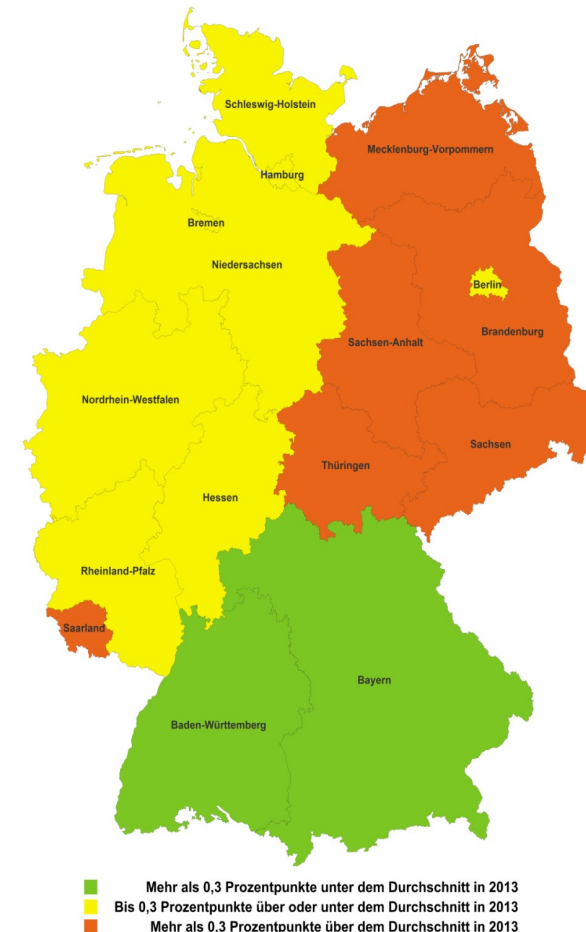 Schleswig-Holstein
Mecklenburg-Vorpommern
Hamburg
Bremen
Niedersachsen
Berlin
Brandenburg
Sachsen-Anhalt
Nordrhein-Westfalen
Sachsen
Thüringen
Hessen
Rheinland-Pfalz
Saarland
Bayern
Baden-Württemberg
Mehr als 0,3 Prozentpunkte unter dem Durchschnitt in 2013
Bis 0,3 Prozentpunkte über oder unter dem Durchschnitt in 2013
Mehr als 0,3 Prozentpunkte über dem Durchschnitt in 2013